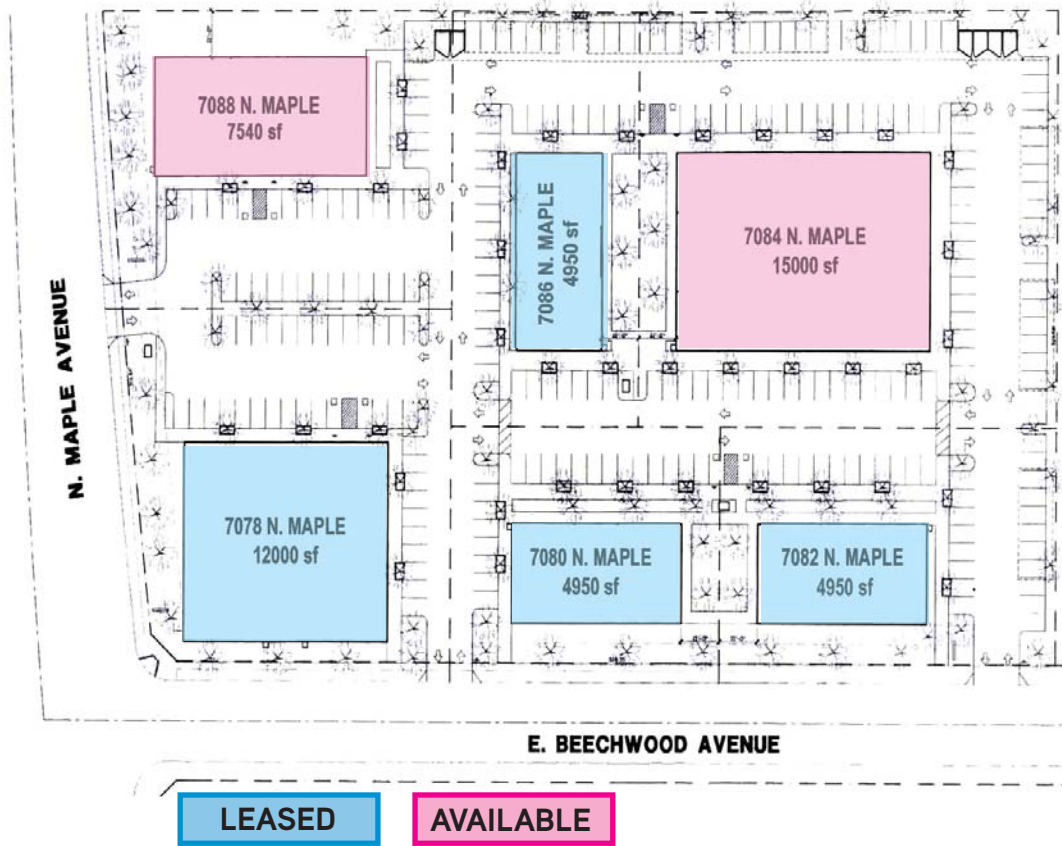 7088 N. MAPLE
7540 sf
7086 N. MAPLE
4950 sf
7084 N. MAPLE
15000 sf
N. MAPLE AVENUE
7078 N. MAPLE
12000 sf
7080 N. MAPLE
4950 sf
7082 N. MAPLE
4950 sf
E. BEECHWOOD AVENUE
LEASED
AVAILABLE